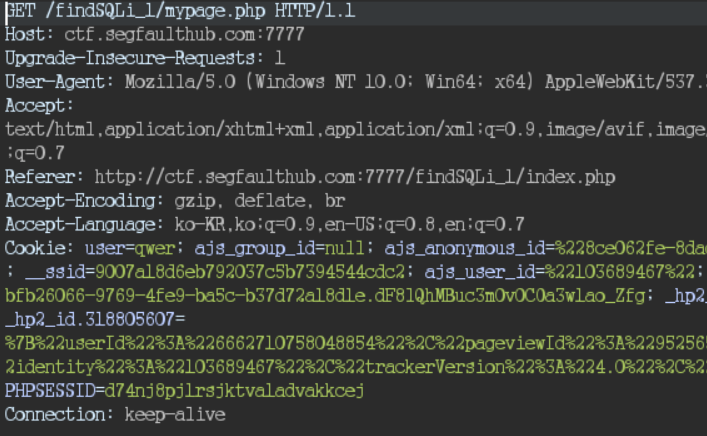 GET /findSQLi_1/mypage.php HTTP/1.1
Host: ctf.segfaulthub.com:7777
Upgrade-Insecure-Requests: 1
User-Agent: Mozilla/5.0 (Windows NT 10.0; Win64; x64) AppleWebKit/537.
Accept:
text/html,application/xhtml+xml,application/xml;q=0.9,image/avif,image
;q=0.7
Referer: http://ctf.segfaulthub.com:7777/findSQLi_1/index.php
Accept-Encoding: gzip, deflate, br
Accept-Language: ko-KR,ko;q=0.9,en-US;q=0.8,en;q=0.7
Cookie: user=qwer; ajs_group_id=null; ajs_anonymous_id=%228ce062fe-8da
; __ssid=9007a18d6eb792037c5b7394544cdc2; ajs_user_id=%22103689467%22;
bfb26066-9769-4fe9-ba5c-b37d72a18d1e.dF81QhMBuc3mOvOC0a3wlao_Zfg; _hp2
_hp2_id.318805607=
%7B%22userId%22%3A%226662710758048854%22%2C%22pageviewId%22%3A%2295256
2identity%22%3A%22103689467%22%2C%22trackerVersion%22%3A%224.0%22%2C%22
PHPSESSID=d74nj8pjlrsjktvaladvakkcej
Connection: keep-alive